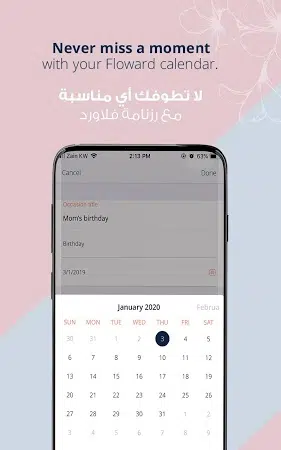 Never miss a moment
with your Floward calendar.
لا تطوفك أي مناسبة
مع رزنامة فلاورد
Zain KW 2:13 PM 63%
Cancel Done
Occasion title
Mom's birthday
Birthday
3/1/2019
January 2020 Februa
SUN MON TUE WED THU FRI SAT
30 31 1 2 3 4 5
6 7 8 9 10 11 12
13 14 15 16 17 18 19
20 21 22 23 24 25 26
27 28 29 30 31 1 2
3 4 5 6 7 8 9